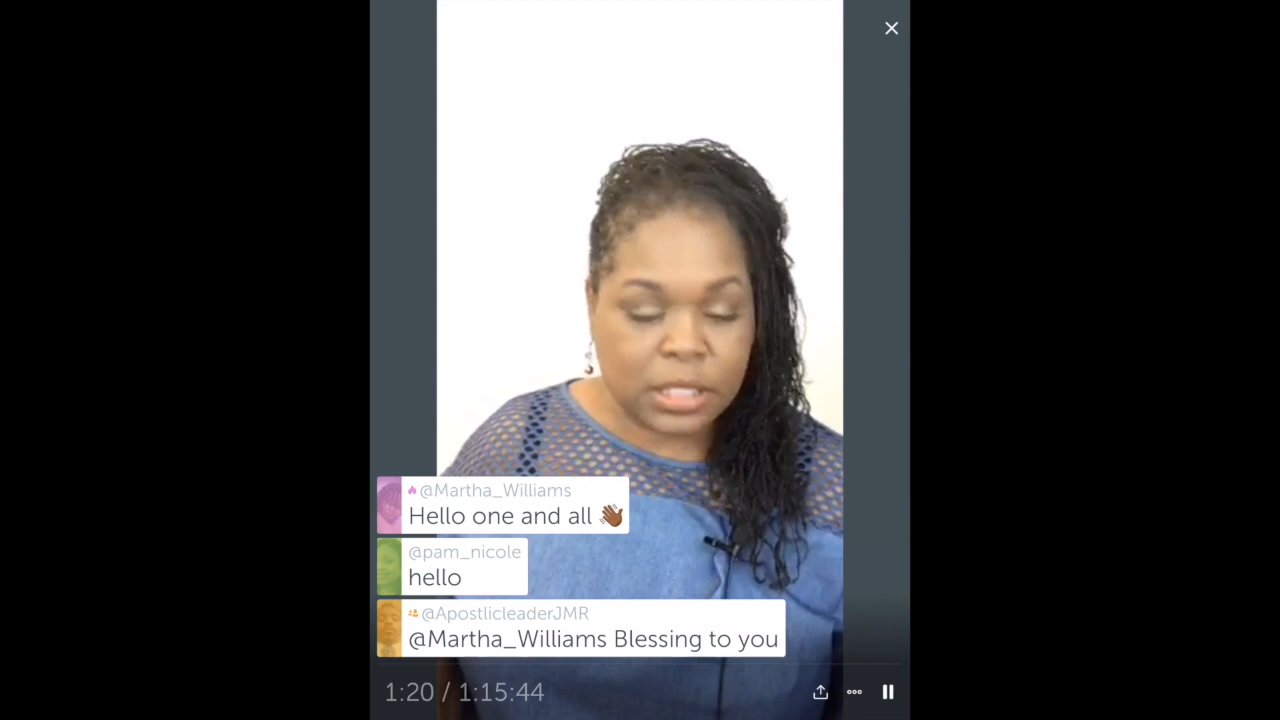 @Martha_Williams
Hello one and all 👋🏾
@pam_nicole
hello
@ApostlicleaderJMR
@Martha_Williams Blessing to you
1:20 / 1:15:44